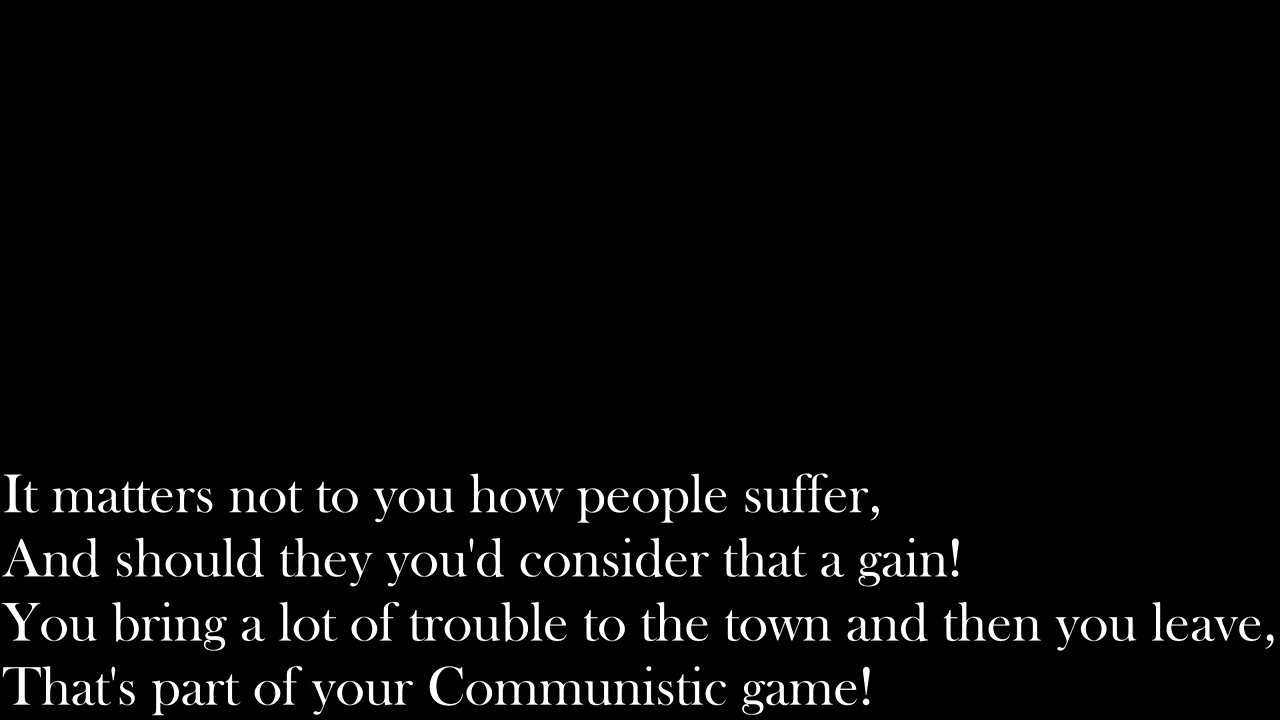 It matters not to you how people suffer,
And should they you'd consider that a gain!
You bring a lot of trouble to the town and then you leave,
That's part of your Communistic game!